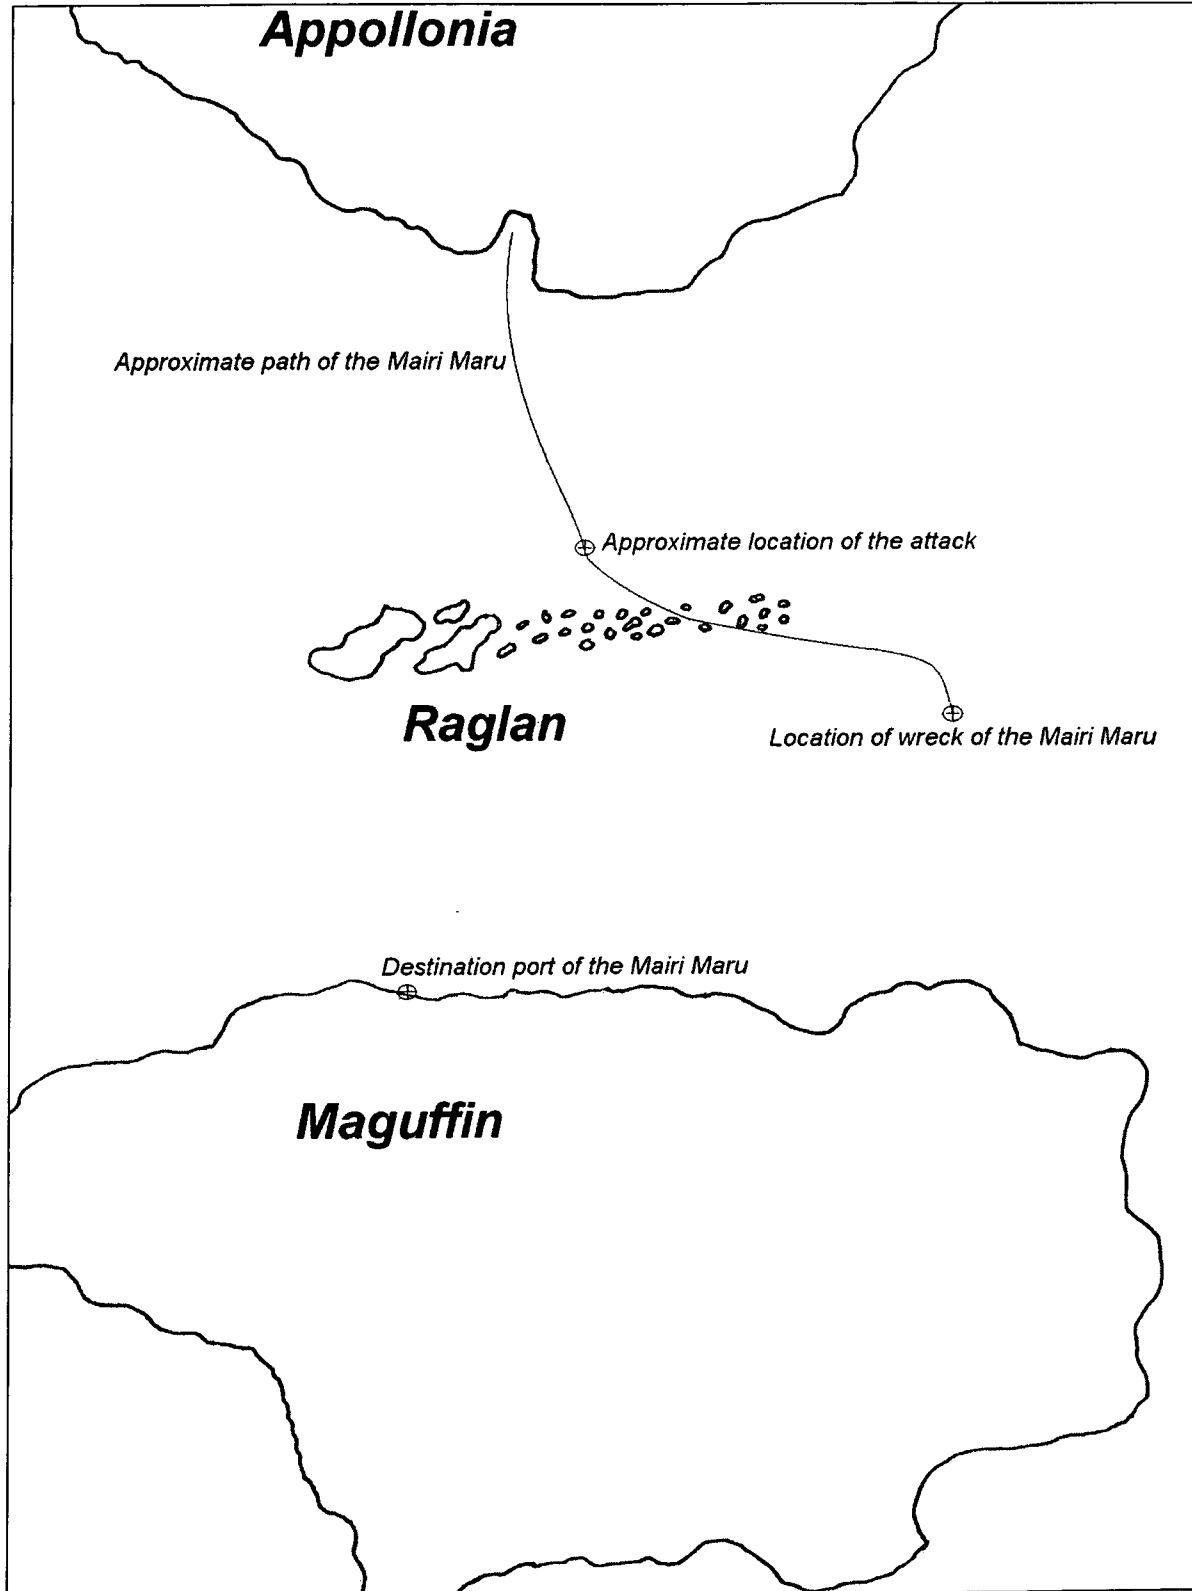 Appollonia
Approximate path of the Mairi Maru
Approximate location of the attack
Raglan
Location of wreck of the Mairi Maru
Destination port of the Mairi Maru
Maguffin